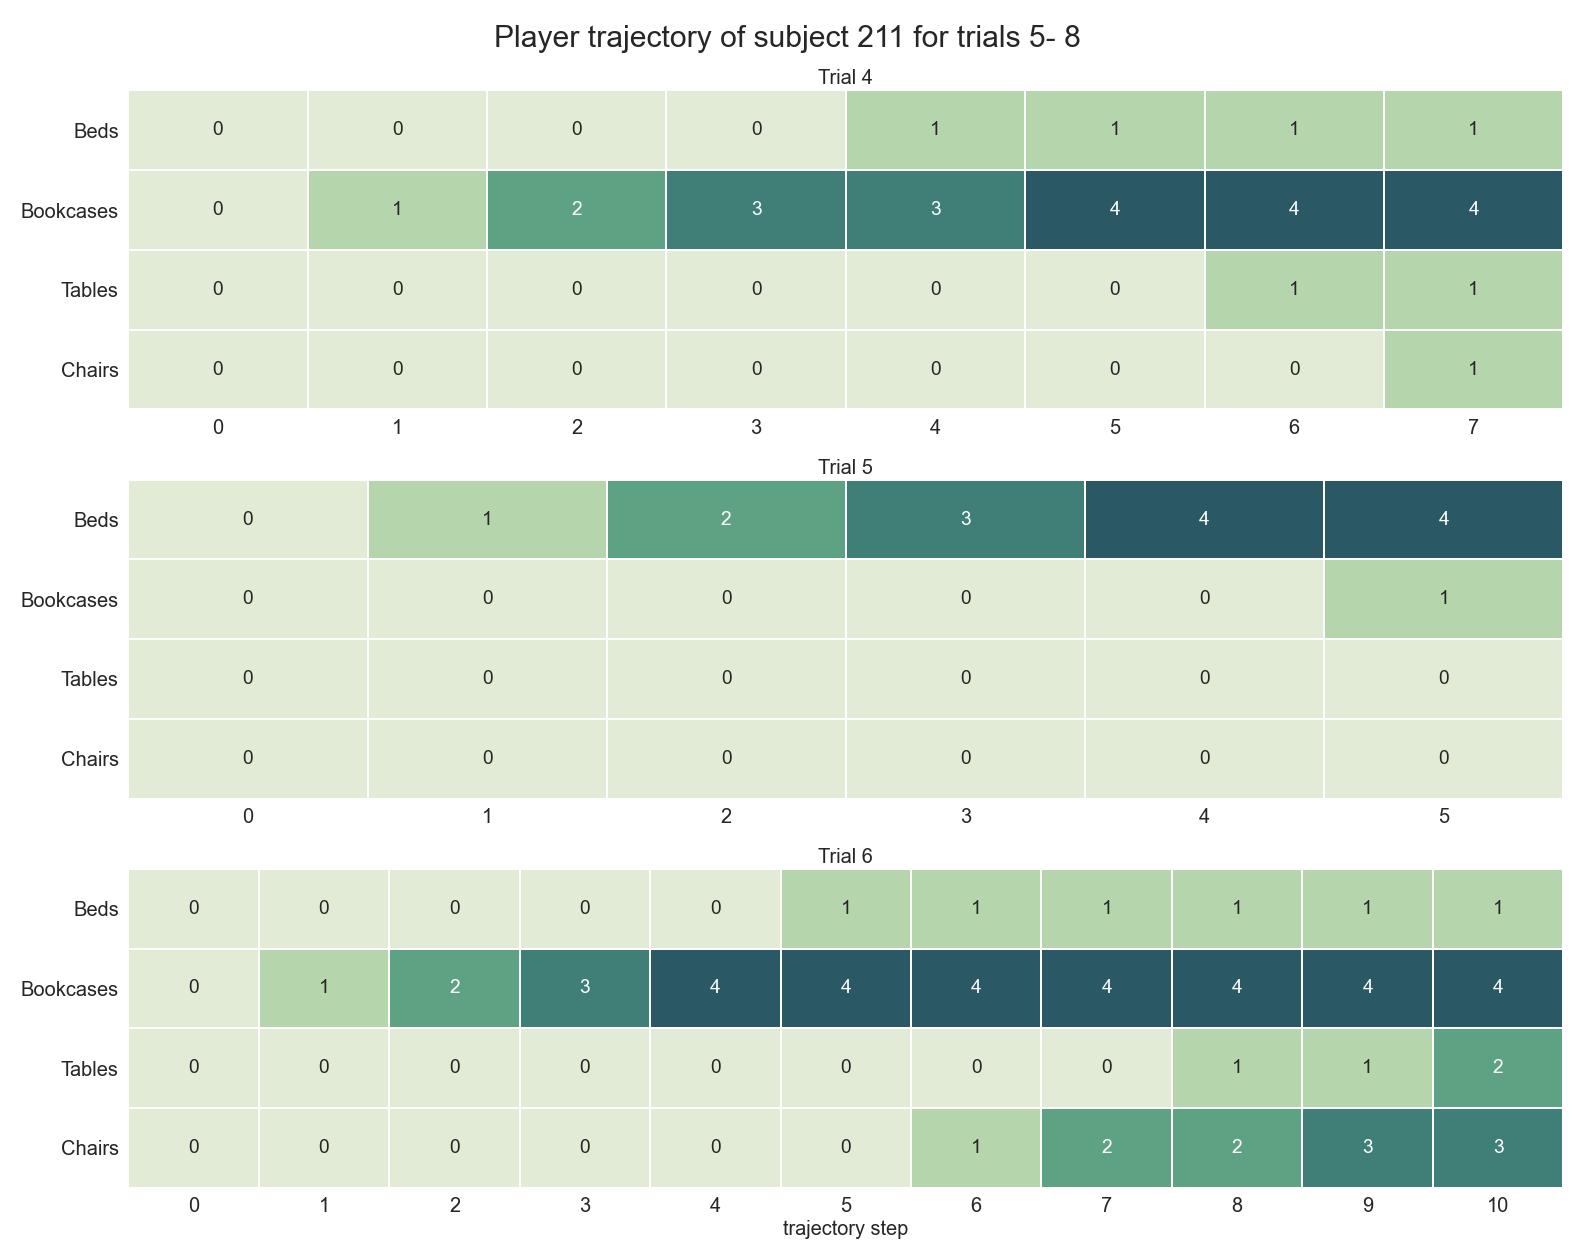 Player trajectory of subject 211 for trials 5- 8
Trial 4
Beds 0 0 0 0 1 1 1 1
Bookcases 0 1 2 3 3 4 4 4
Tables 0 0 0 0 0 0 1 1
Chairs 0 0 0 0 0 0 0 1
0 1 2 3 4 5 6 7
Trial 5
Beds 0 1 2 3 4 4
Bookcases 0 0 0 0 0 1
Tables 0 0 0 0 0 0
Chairs 0 0 0 0 0 0
0 1 2 3 4 5
Trial 6
Beds 0 0 0 0 0 1 1 1 1 1 1
Bookcases 0 1 2 3 4 4 4 4 4 4 4
Tables 0 0 0 0 0 0 0 0 1 1 2
Chairs 0 0 0 0 0 0 1 2 2 3 3
0 1 2 3 4 5 6 7 8 9 10
trajectory step